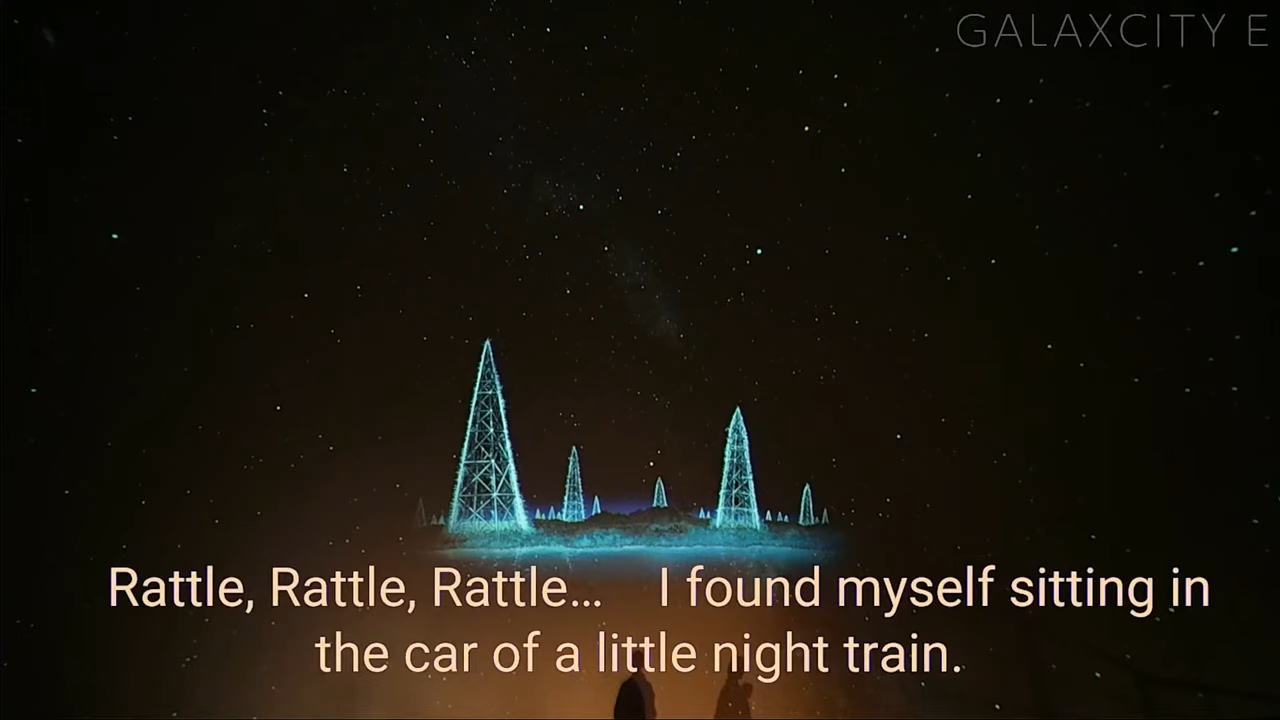 GALAXCITY E
Rattle, Rattle, Rattle... I found myself sitting in
the car of a little night train.